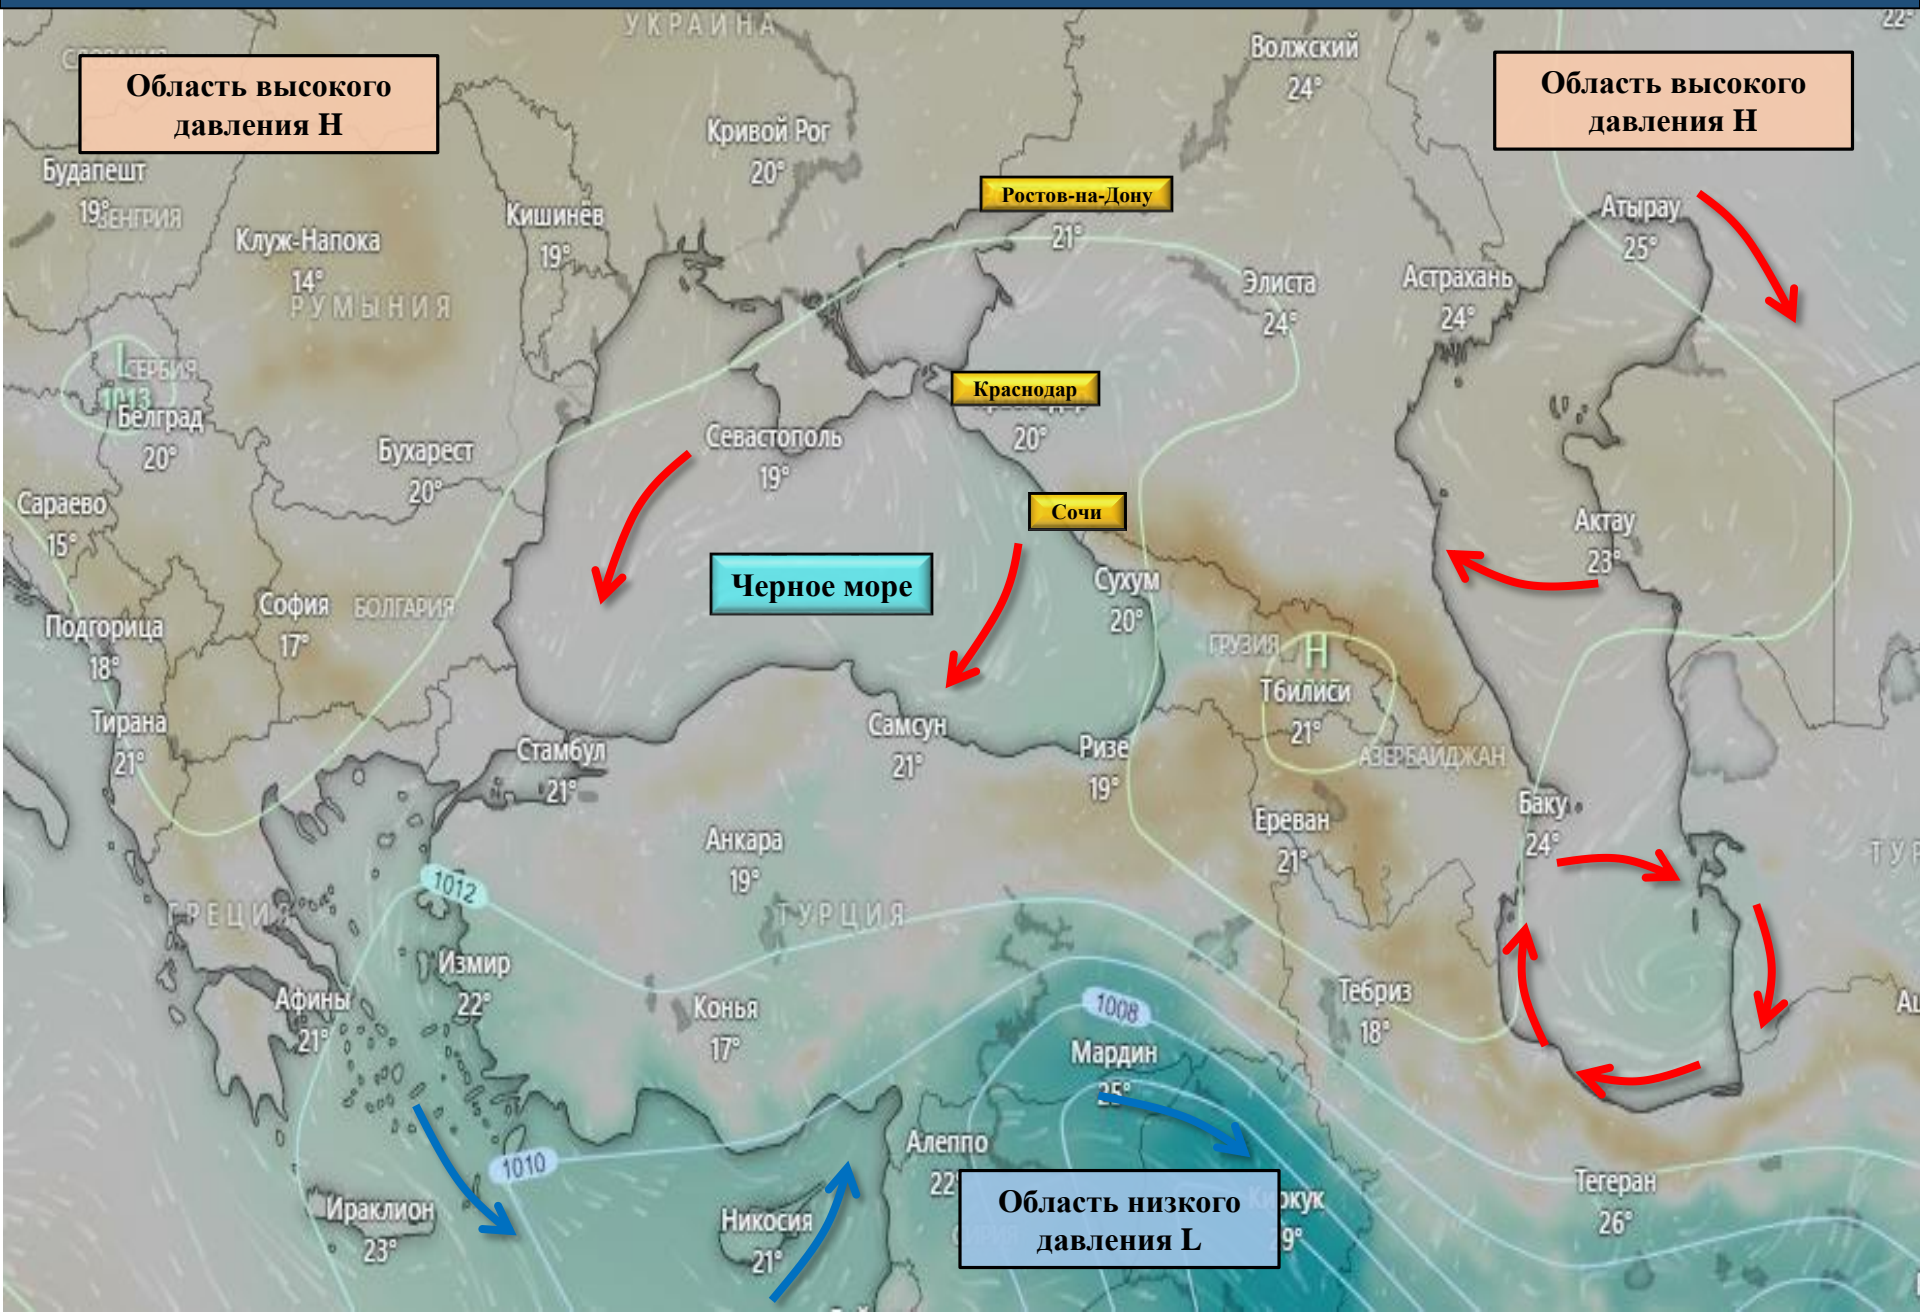 УКРАИНА
22°
Область высокого
давления H
Волжский
24°
Область высокого
давления H
Кривой Рог
20°
Будапешт
19°
ВЕНГРИЯ
Ростов-на-Дону
21°
Кишинёв
19°
Клуж-Напока
14°
РУМЫНИЯ
Атырау
25°
Элиста
24°
Астрахань
24°
L
СЕРБИЯ
1013
Белград
20°
Краснодар
20°
Бухарест
20°
Севастополь
19°
Сараево
15°
Сочи
Актау
23°
Черное море
Сухум
20°
София
17°
БОЛГАРИЯ
Подгорица
18°
ГРУЗИЯ
H
Тбилиси
21°
Тирана
21°
Стамбул
21°
Самсун
21°
Ризе
19°
АЗЕРБАЙДЖАН
Баку
24°
Ереван
21°
Анкара
19°
ТУР
1012
ГРЕЦИЯ
ТУРЦИЯ
Измир
22°
Афины
21°
Конья
17°
1008
Тебриз
18°
Мардин
25°
Алеппо
22°
1010
Область низкого
давления L
Тегеран
26°
Ираклион
23°
Никосия
21°
9°